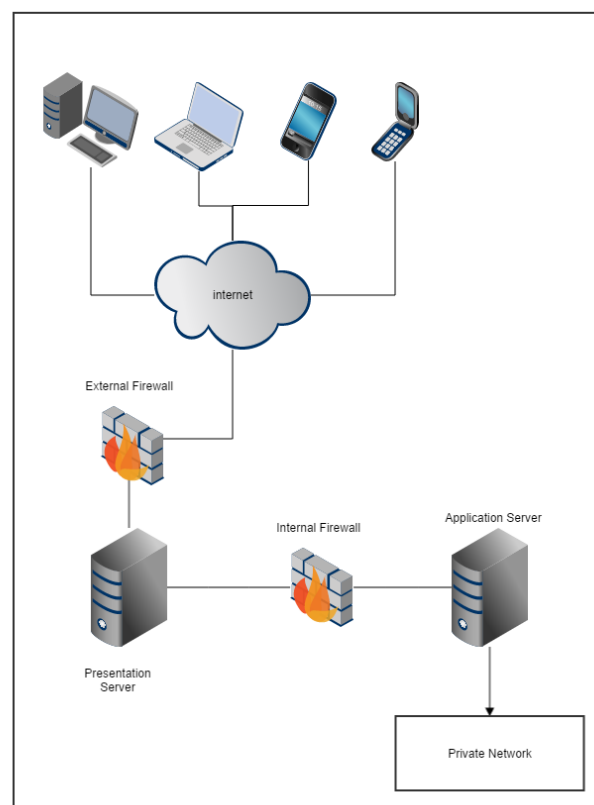 internet
External Firewall
Internal Firewall
Application Server
Presentation
Server
Private Network